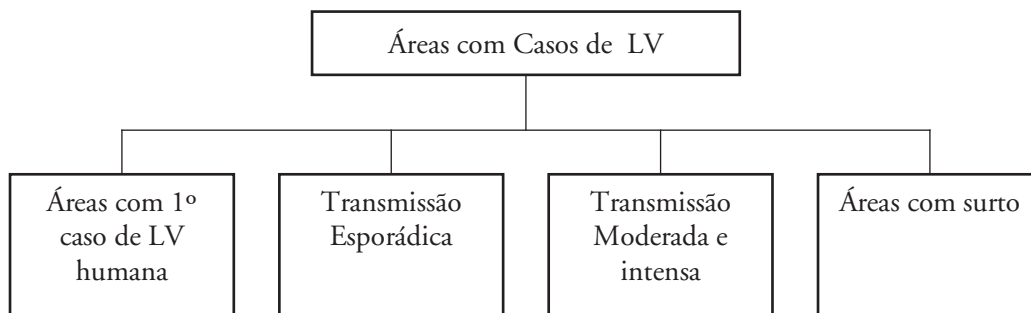 Áreas com Casos de LV
Áreas com 1º
caso de LV
humana
Transmissão
Esporádica
Transmissão
Moderada e
intensa
Áreas com surto